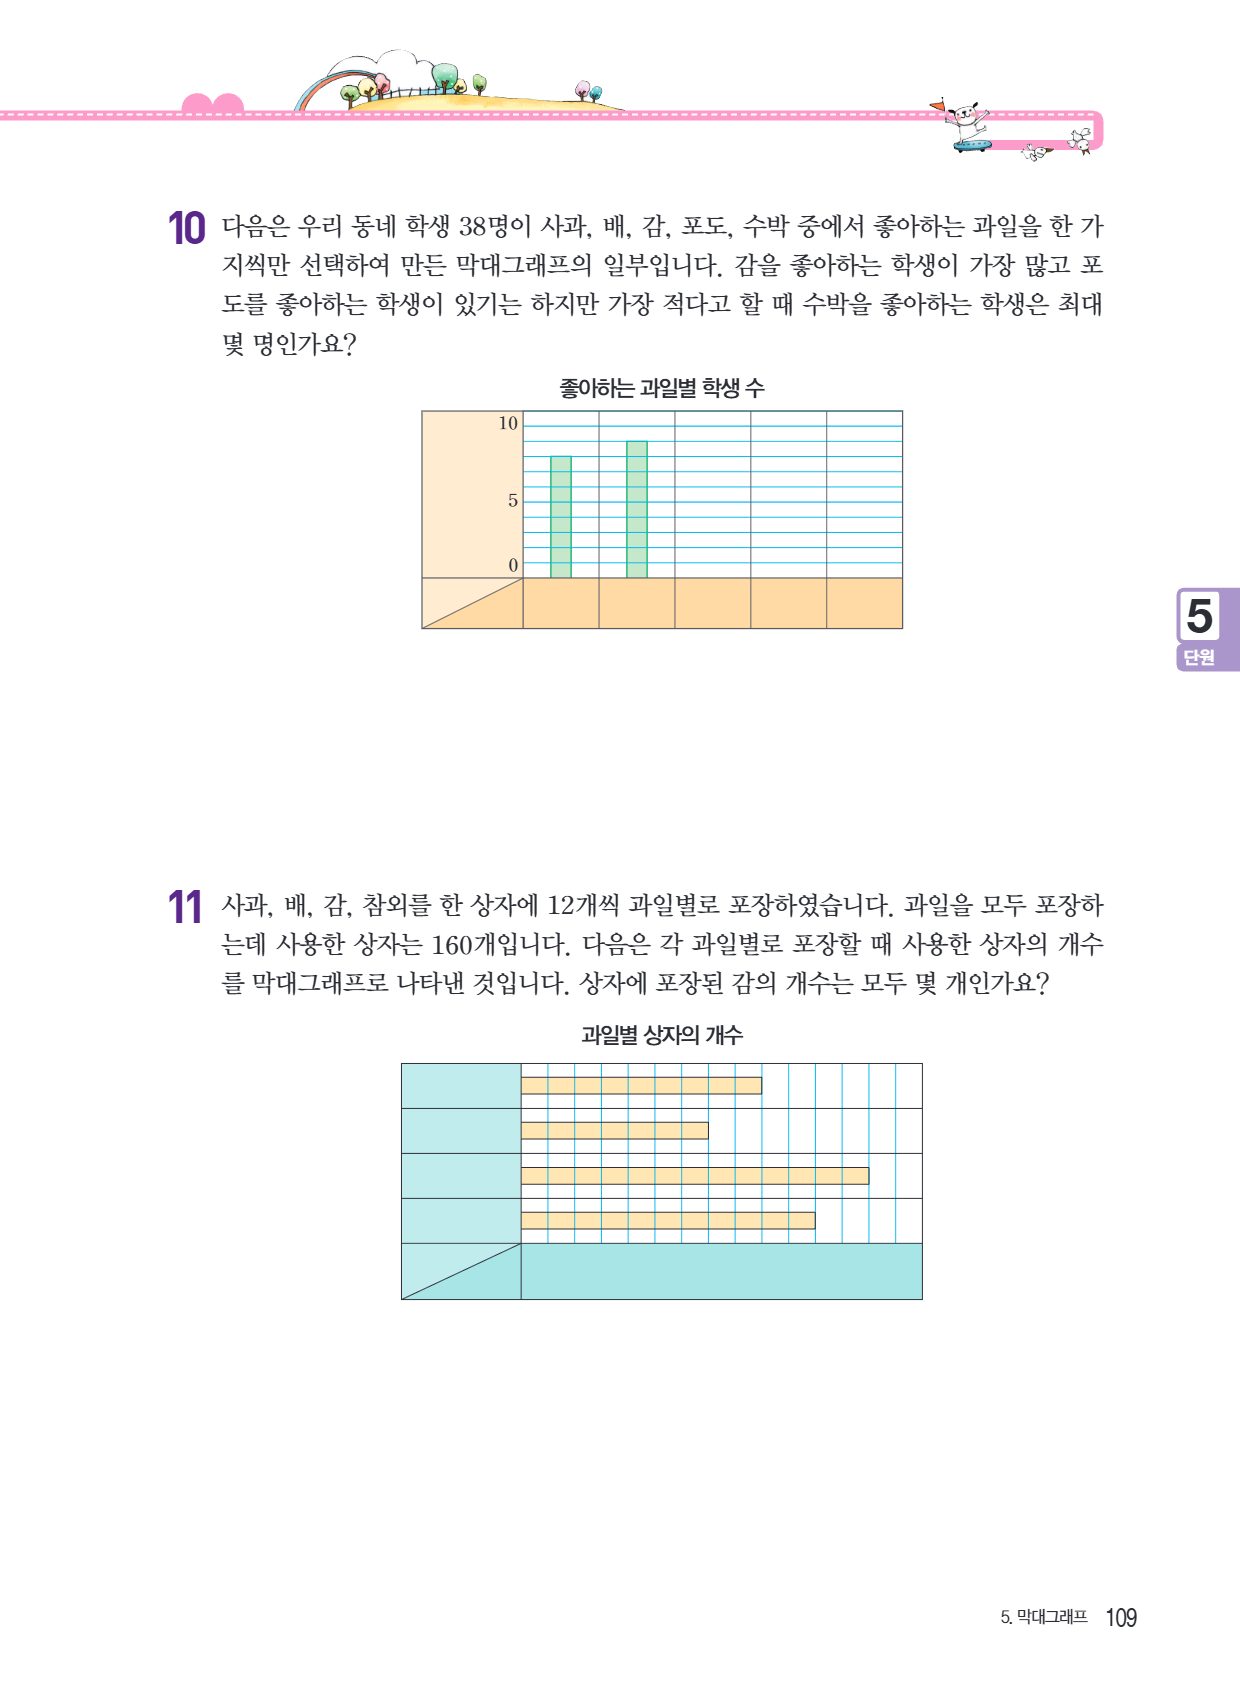 10 다음은 우리 동네 학생 38명이 사과, 배, 감, 포도, 수박 중에서 좋아하는 과일을 한 가
지씩만 선택하여 만든 막대그래프의 일부입니다. 감을 좋아하는 학생이 가장 많고 포
도를 좋아하는 학생이 있기는 하지만 가장 적다고 할 때 수박을 좋아하는 학생은 최대
몇 명인가요?
좋아하는 과일별 학생 수
10
5
0
5
단원
11 사과, 배, 감, 참외를 한 상자에 12개씩 과일별로 포장하였습니다. 과일을 모두 포장하
는데 사용한 상자는 160개입니다. 다음은 각 과일별로 포장할 때 사용한 상자의 개수
를 막대그래프로 나타낸 것입니다. 상자에 포장된 감의 개수는 모두 몇 개인가요?
과일별 상자의 개수
5. 막대그래프 109